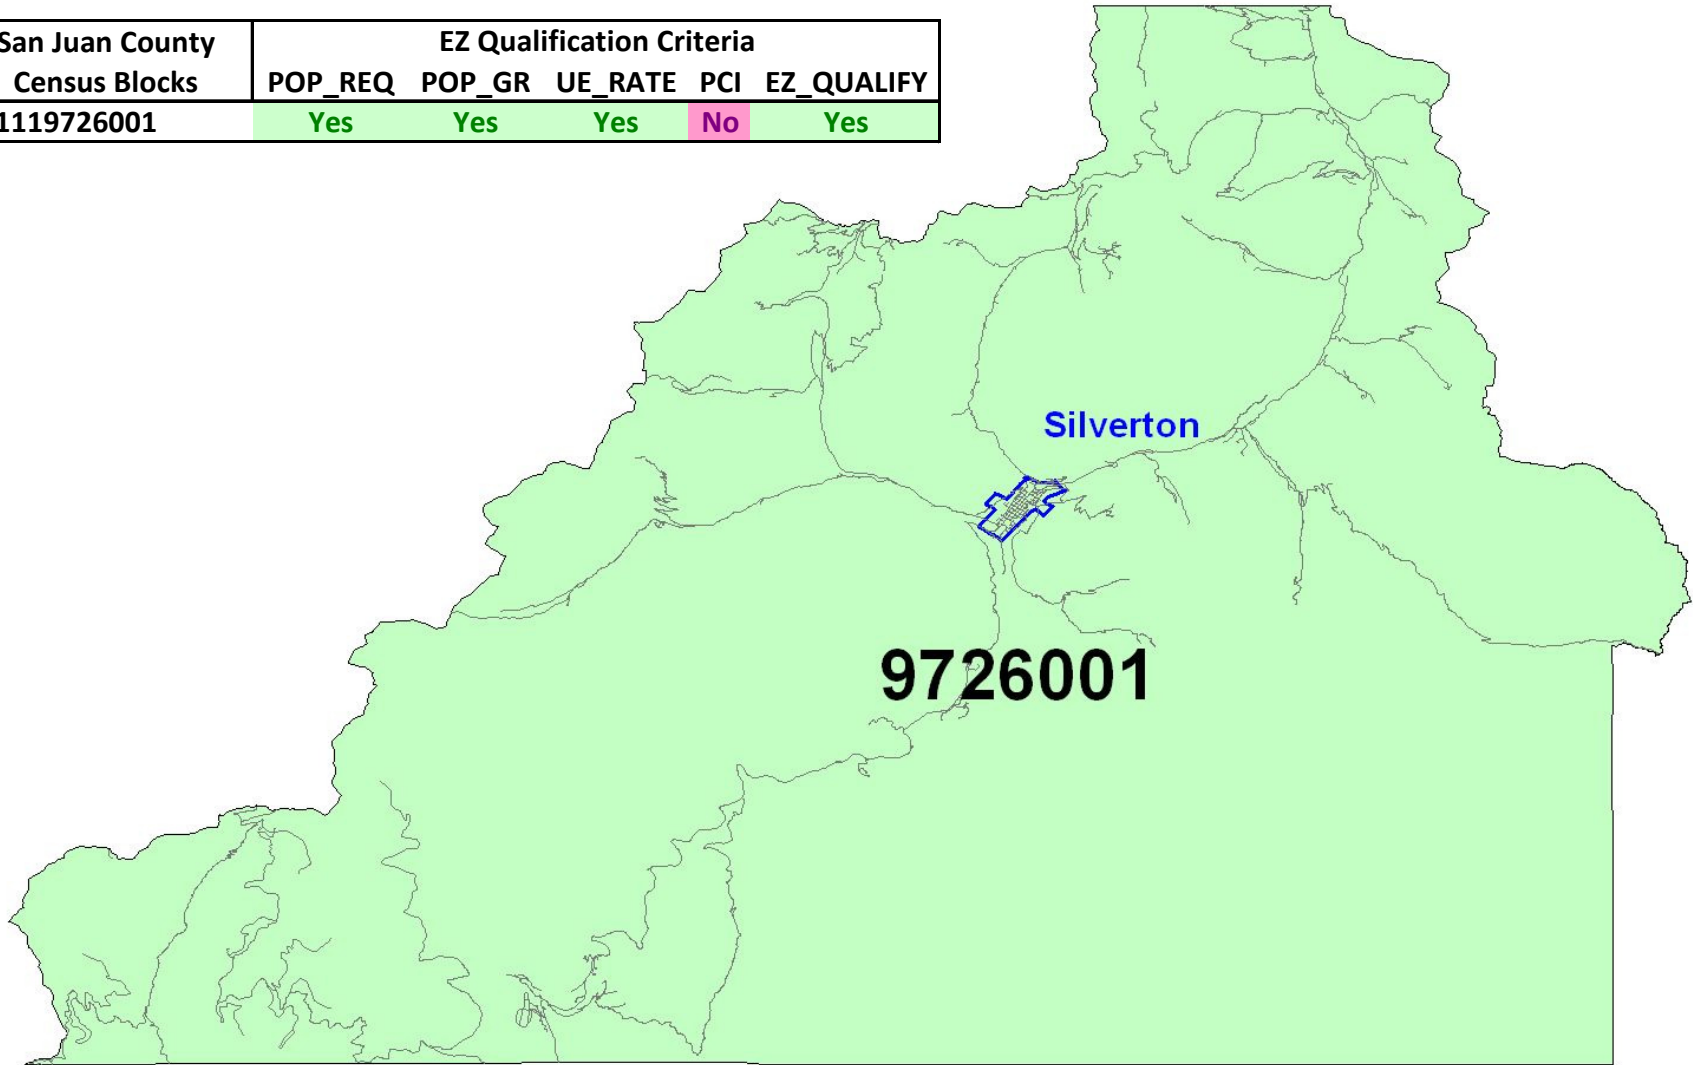 San Juan County EZ Qualification Criteria
Census Blocks POP_REQ POP_GR UE_RATE PCI EZ_QUALIFY
1119726001 Yes Yes Yes No Yes
Silverton
9726001